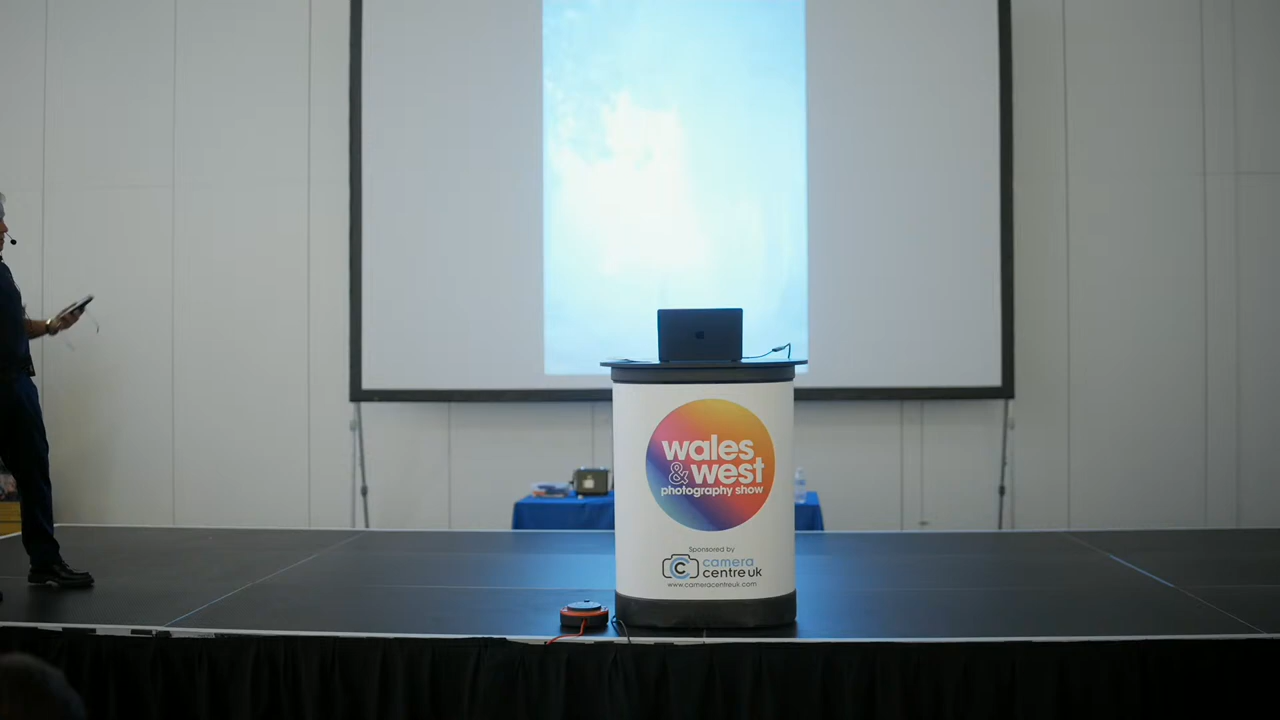 wales
& west
photography show
Sponsored by
camera
centre uk
www.cameracentreuk.com